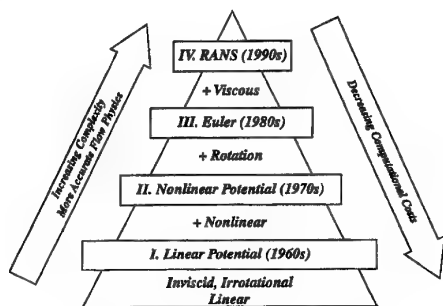 IV. RANS (1990s)
+ Viscous
III. Euler (1980s)
+ Rotation
II. Nonlinear Potential (1970s)
+ Nonlinear
I. Linear Potential (1960s)
Inviscid, Irrotational
Linear
Increasing Complexity
More Accurate Flow Physics
Decreasing Computational Costs